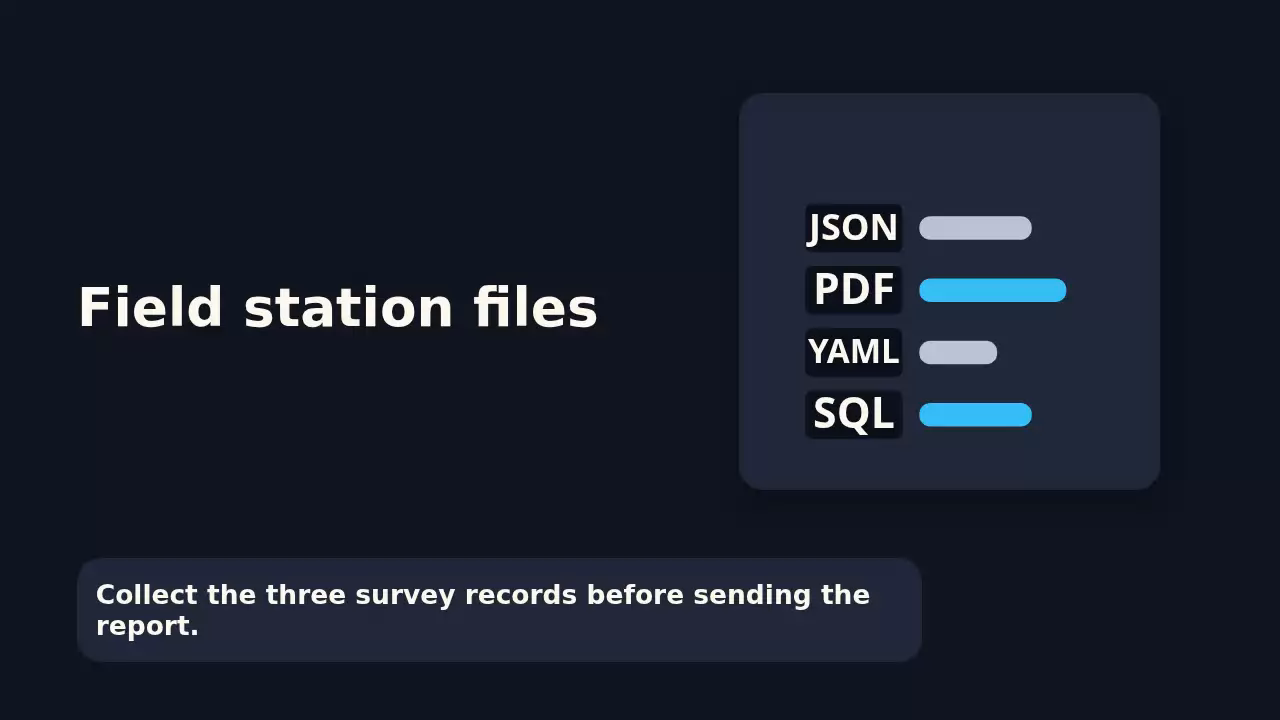 Field station files
JSON
PDF
YAML
SQL
Collect the three survey records before sending the
report.